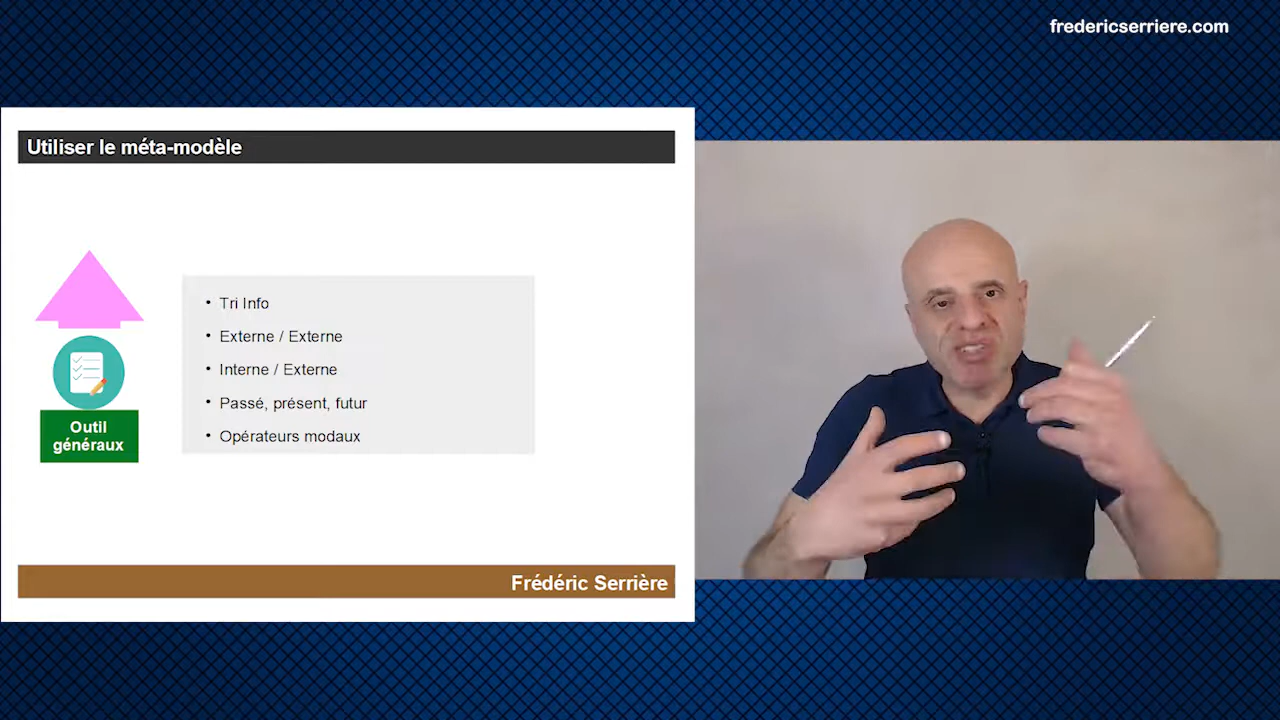 fredericserriere.com
Utiliser le méta-modèle
• Tri Info
• Externe / Externe
• Interne / Externe
• Passé, présent, futur
• Opérateurs modaux
Outil
généraux
Frédéric Serrière